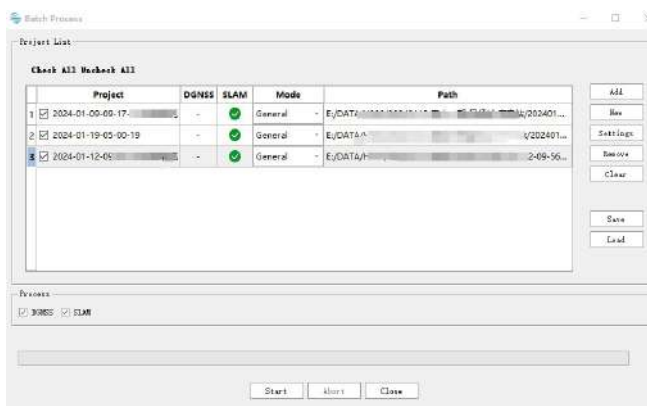 Batch Process
Project List
Check All Uncheck All
Project DGNSS SLAM Mode Path
1 2024-01-09-09-17- - General E:/DATA/ /202401...
2 2024-01-19-05-00-19 - General E:/DATA/ /202401...
3 2024-01-12-09 - General E:/DATA/H 2-09-56...
Add
New
Settings
Remove
Clear
Save
Load
Process
DGNSS SLAM
Start Abort Close